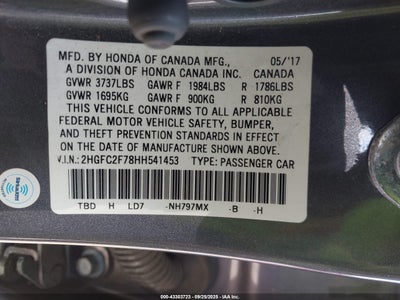 MFD. BY HONDA OF CANADA MFG., 05/'17
A DIVISION OF HONDA CANADA INC. CANADA
GVWR 3737LBS GAWR F 1984LBS R 1786LBS
GVWR 1695KG GAWR F 900KG R 810KG
THIS VEHICLE CONFORMS TO ALL APPLICABLE
FEDERAL MOTOR VEHICLE SAFETY, BUMPER,
AND THEFT PREVENTION STANDARDS IN EFFECT
ON THE DATE OF MANUFACTURE SHOWN ABOVE.
V.I.N.: 2HGFC2F78HH541453 TYPE: PASSENGER CAR
TBD H LD7 -NH797MX -B -H
000-43303723 - 09/29/2025 - IAA, Inc.